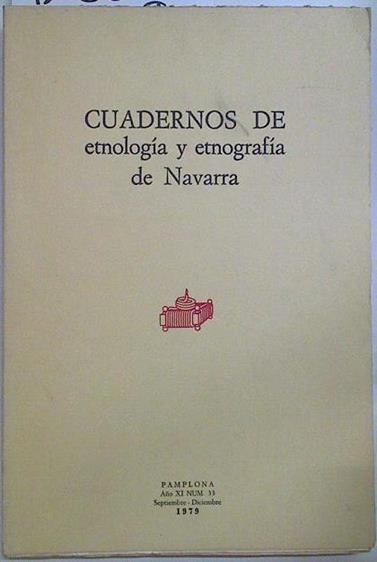 CUADERNOS DE
etnología y etnografía
de Navarra
PAMPLONA
Año XI NUM. 33
Septiembre - Diciembre
1979